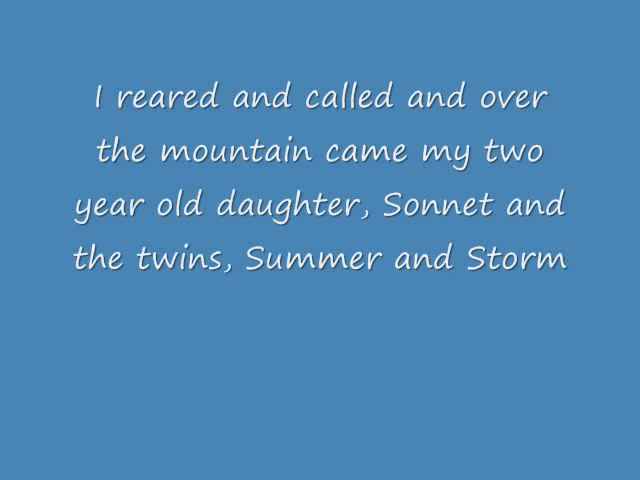 I reared and called and over
the mountain came my two
year old daughter, Sonnet and
the twins, Summer and Storm